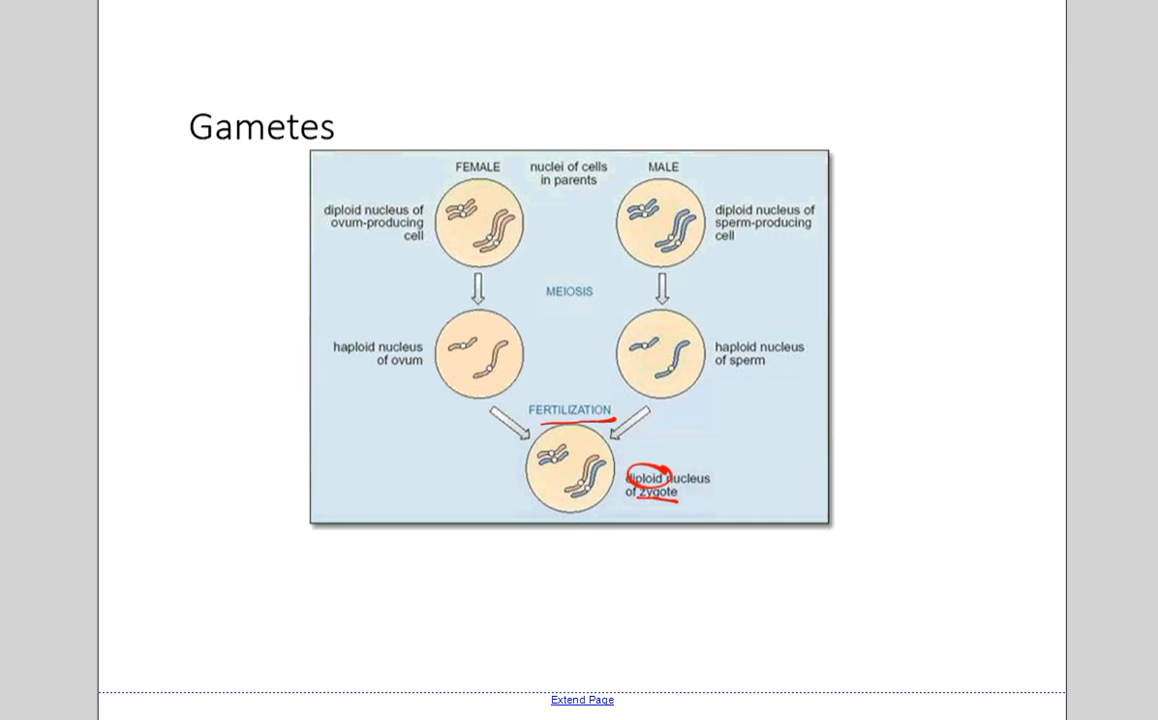 Gametes
FEMALE
nuclei of cells
in parents
MALE
diploid nucleus of
ovum-producing
cell
diploid nucleus of
sperm-producing
cell
MEIOSIS
haploid nucleus
of ovum
haploid nucleus
of sperm
FERTILIZATION
diploid nucleus
of zygote
Extend Page